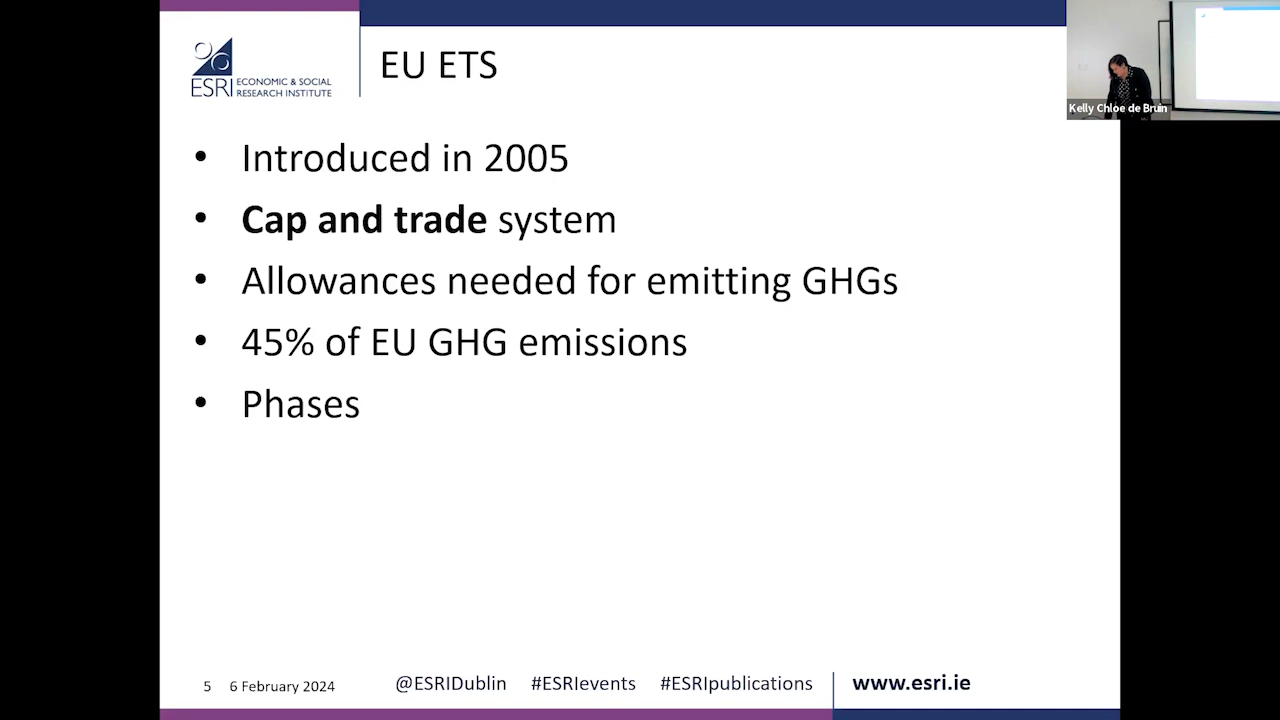 ESRI
ECONOMIC & SOCIAL
RESEARCH INSTITUTE
EU ETS
Kelly Chloe de Bruin
• Introduced in 2005
• Cap and trade system
• Allowances needed for emitting GHGs
• 45% of EU GHG emissions
• Phases
5 6 February 2024 @ESRIDublin #ESRIevents #ESRIpublications www.esri.ie